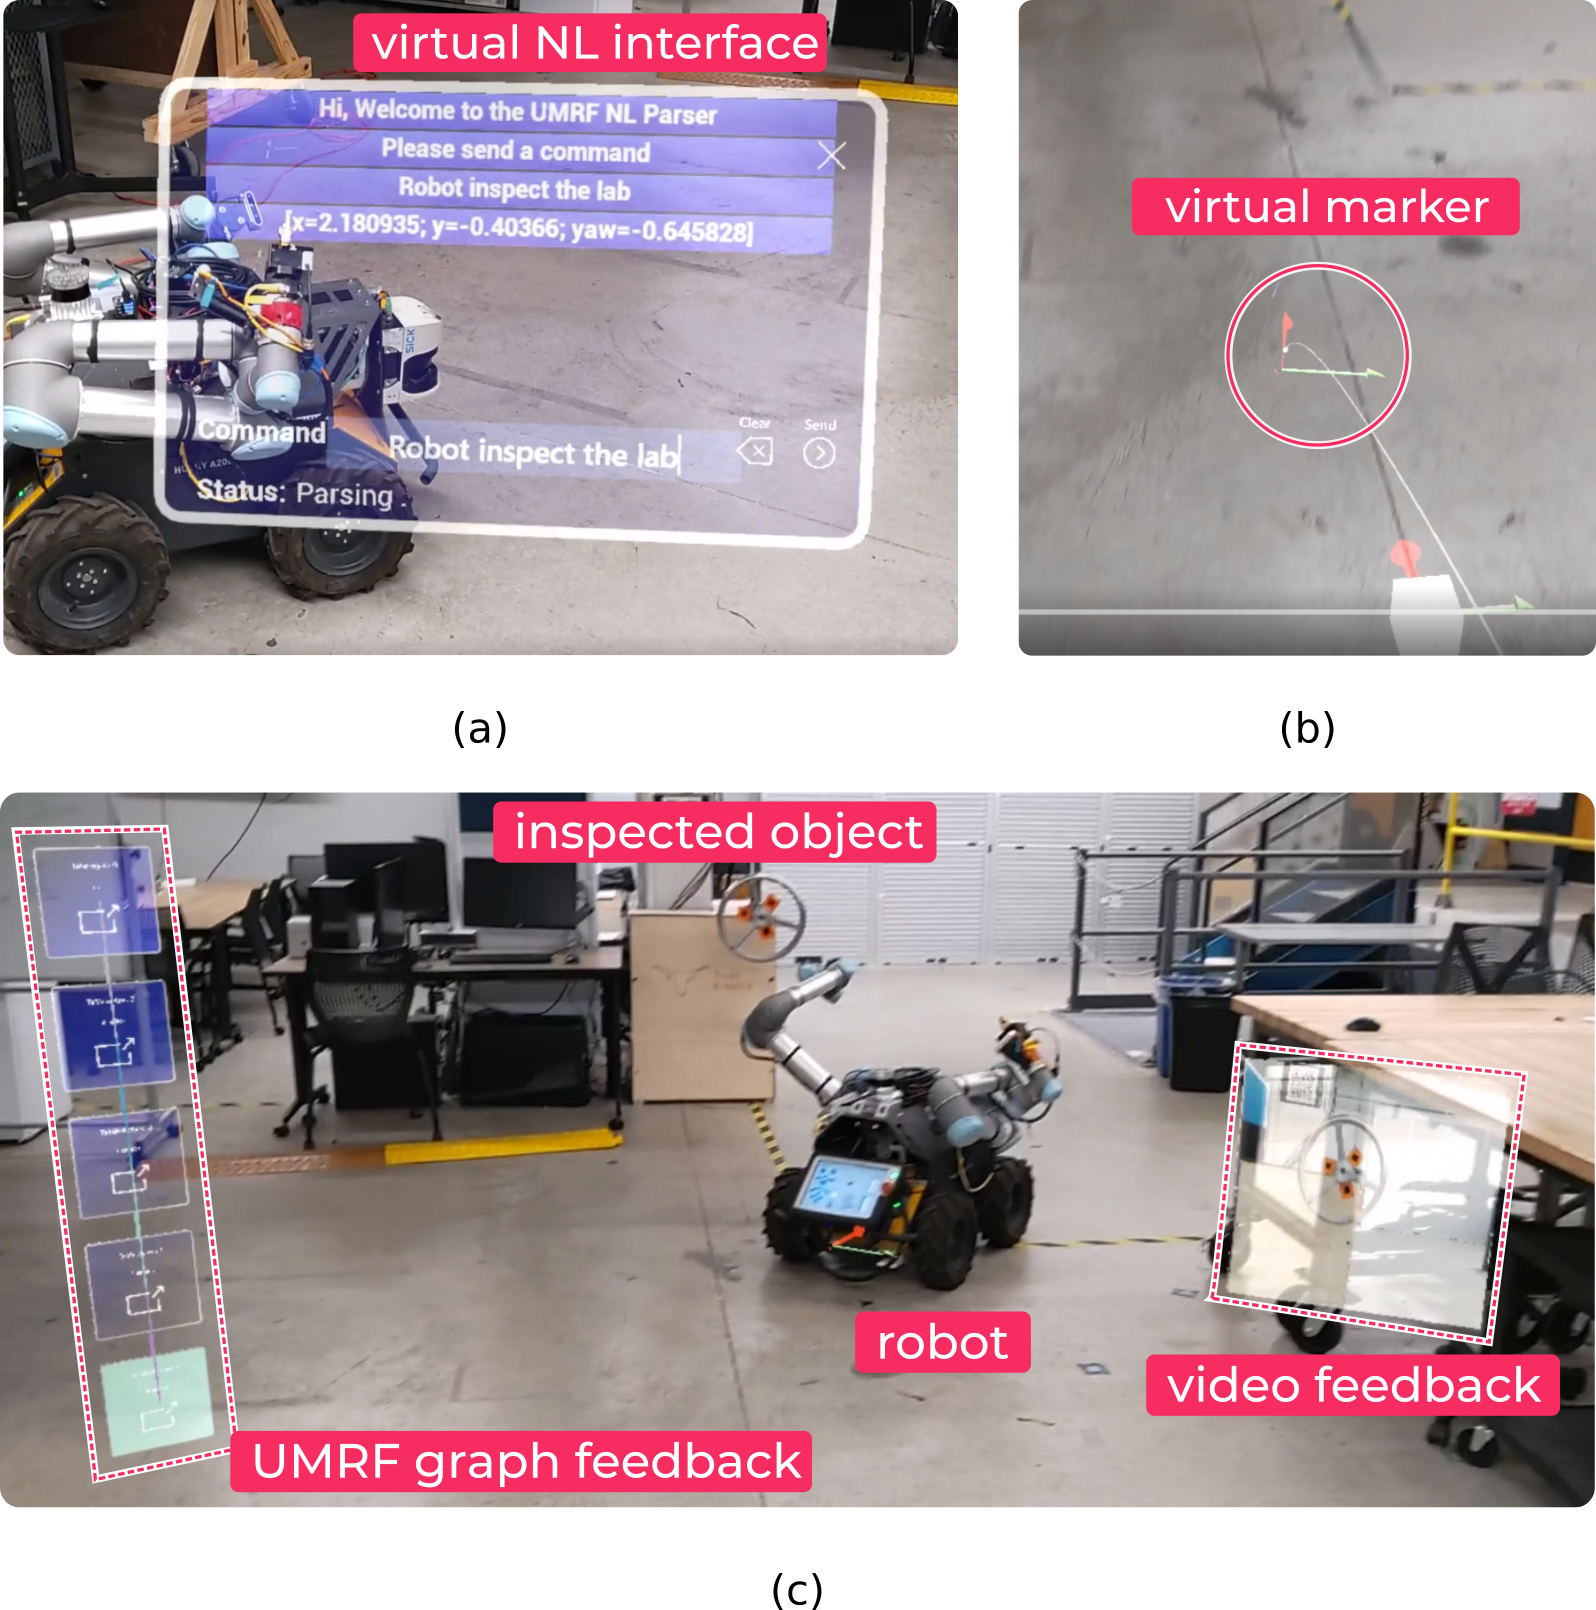 virtual NL interface
Hi, Welcome to the UMRF NL Parser
Please send a command
Robot inspect the lab
[x=2.180935; y=-0.40366; yaw=-0.645828]
SICK
Clear
Send
Command
Robot inspect the lab
Status: Parsing
virtual marker
(a)
(b)
inspected object
robot
video feedback
UMRF graph feedback
(c)